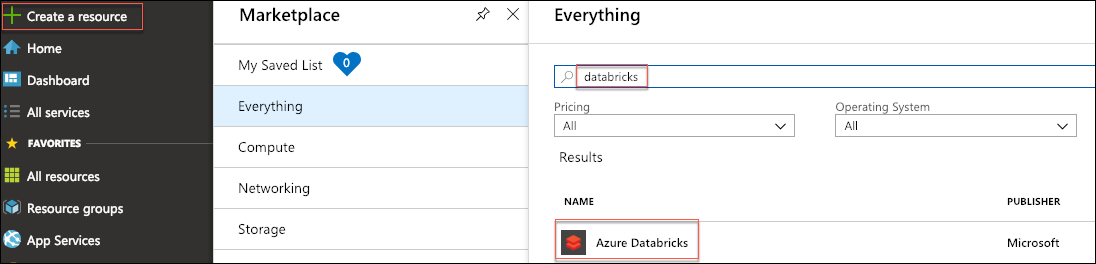 Create a resource
Home
Dashboard
All services
FAVORITES
All resources
Resource groups
App Services
Marketplace
My Saved List 0
Everything
Compute
Networking
Storage
Everything
databricks
Pricing
All
Operating System
All
Results
NAME PUBLISHER
Azure Databricks Microsoft